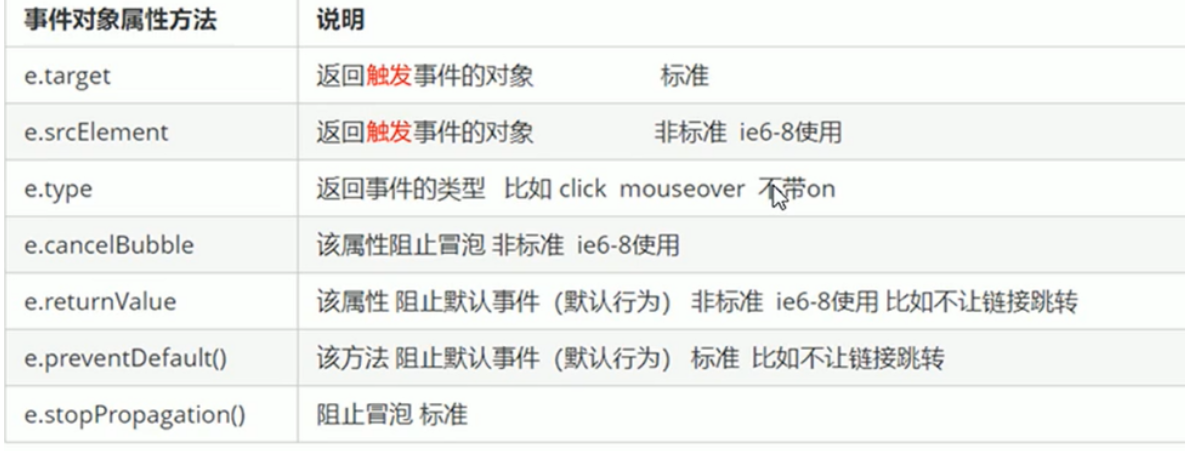 事件对象属性方法 说明
e.target 返回触发事件的对象 标准
e.srcElement 返回触发事件的对象 非标准 ie6-8使用
e.type 返回事件的类型 比如 click mouseover 不带on
e.cancelBubble 该属性阻止冒泡 非标准 ie6-8使用
e.returnValue 该属性 阻止默认事件（默认行为） 非标准 ie6-8使用 比如不让链接跳转
e.preventDefault() 该方法 阻止默认事件（默认行为） 标准 比如不让链接跳转
e.stopPropagation() 阻止冒泡 标准